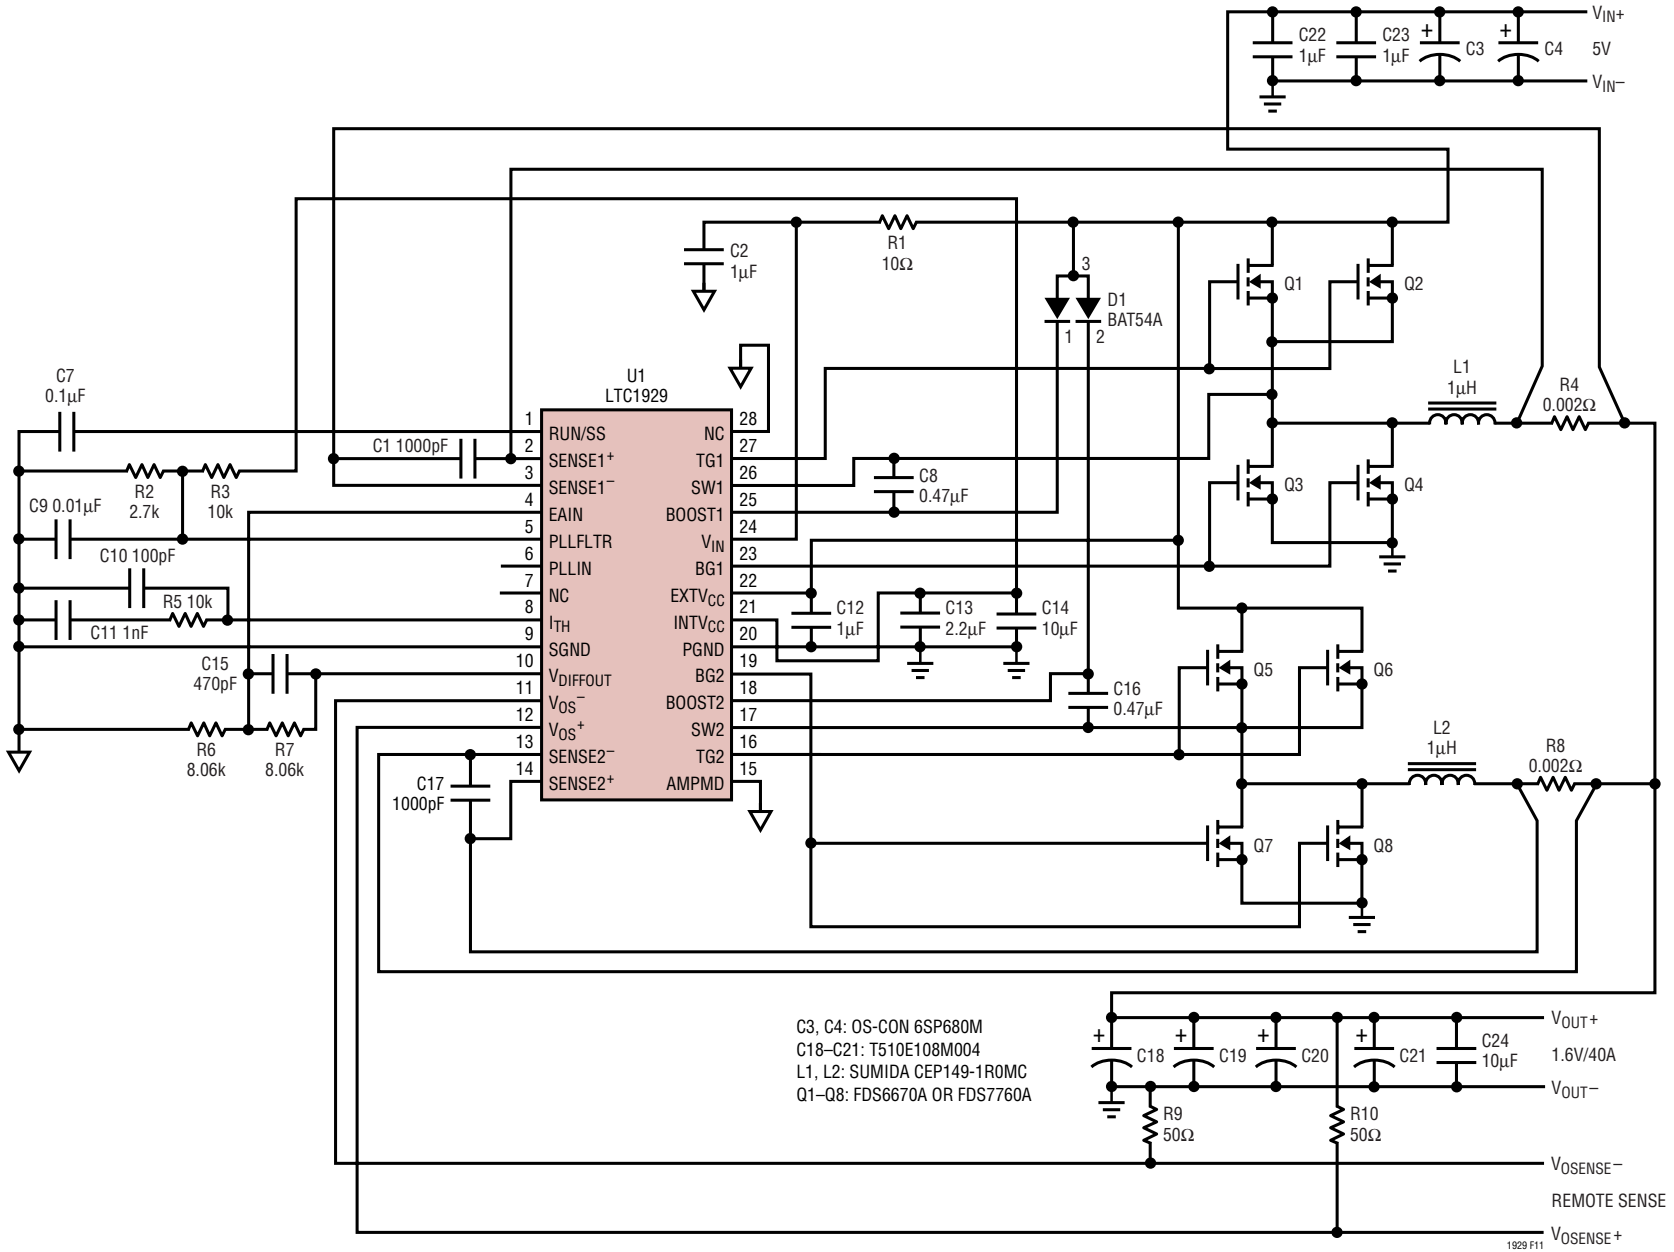 VIN+
C22
1µF
C23
1µF
+
C3
+
C4
5V
VIN−
C2
1µF
R1
10Ω
3
D1
BAT54A
1
2
Q1
Q2
C7
0.1µF
U1
LTC1929
L1
1µH
R4
0.002Ω
1
RUN/SS
2
SENSE1+
3
SENSE1−
4
EAIN
5
PLLFLTR
6
PLLIN
7
NC
8
ITH
9
SGND
10
VDIFFOUT
11
VOS−
12
VOS+
13
SENSE2−
14
SENSE2+
28
NC
27
TG1
26
SW1
25
BOOST1
24
VIN
23
BG1
22
EXTVCC
21
INTVCC
20
PGND
19
BG2
18
BOOST2
17
SW2
16
TG2
15
AMPMD
C1 1000pF
R2
2.7k
R3
10k
C9 0.01µF
C10 100pF
R5 10k
C11 1nF
C15
470pF
R6
8.06k
R7
8.06k
C17
1000pF
C8
0.47µF
Q3
Q4
C12
1µF
C13
2.2µF
C14
10µF
C16
0.47µF
Q5
Q6
L2
1µH
R8
0.002Ω
Q7
Q8
C3, C4: OS-CON 6SP680M
C18–C21: T510E108M004
L1, L2: SUMIDA CEP149-1R0MC
Q1–Q8: FDS6670A OR FDS7760A
+
C18
+
C19
+
C20
+
C21
C24
10µF
VOUT+
1.6V/40A
VOUT−
R9
50Ω
R10
50Ω
VOSENSE−
REMOTE SENSE
VOSENSE+
1929 F11